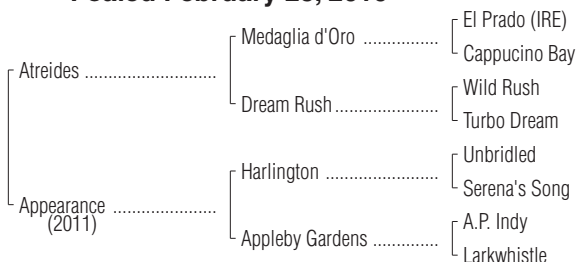 Foaled February
El Prado (IRE)
Medaglia d'Oro ..................
Cappucino Bay
Atreides ...............................
Wild Rush
Dream Rush .........................
Turbo Dream
Unbridled
Harlington ............................
Serena's Song
Appearance ........................
(2011)
A.P. Indy
Appleby Gardens ................
Larkwhistle